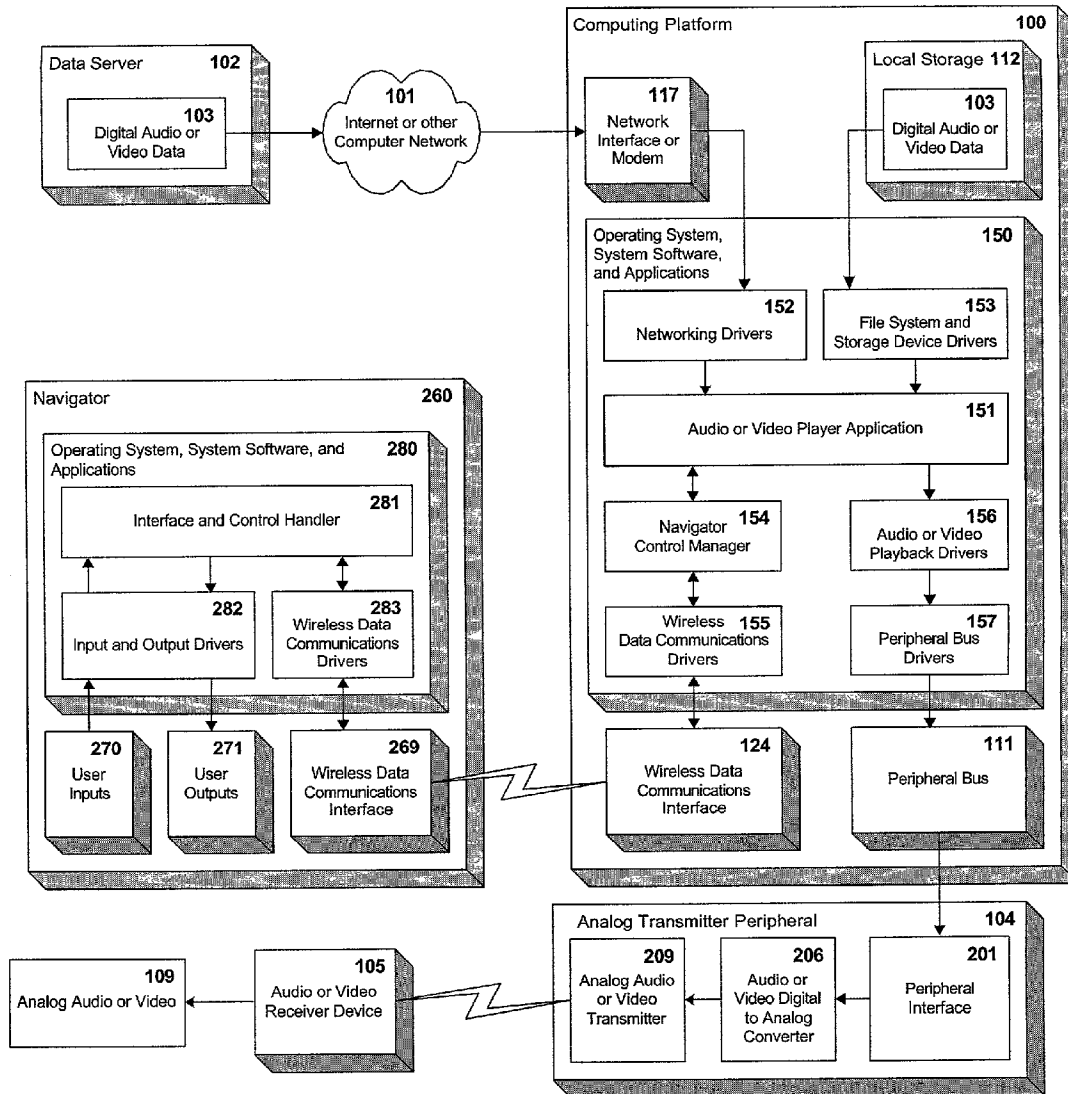 Computing Platform 100
Data Server 102
103
Digital Audio or
Video Data
101
Internet or other
Computer Network
117
Network
Interface or
Modem
Local Storage 112
103
Digital Audio or
Video Data
Operating System, 150
System Software,
and Applications
152
Networking Drivers
153
File System and
Storage Device Drivers
151
Audio or Video Player Application
154
Navigator
Control Manager
156
Audio or Video
Playback Drivers
Wireless
155
Data Communications
Drivers
157
Peripheral Bus
Drivers
124
Wireless Data
Communications
Interface
111
Peripheral Bus
Navigator 260
Operating System, System Software, and 280
Applications
281
Interface and Control Handler
282
Input and Output Drivers
283
Wireless Data
Communications
Drivers
270
User
Inputs
271
User
Outputs
269
Wireless Data
Communications
Interface
Analog Transmitter Peripheral 104
209
Analog Audio
or Video
Transmitter
206
Audio or
Video Digital
to Analog
Converter
201
Peripheral
Interface
109
Analog Audio or Video
105
Audio or Video
Receiver Device